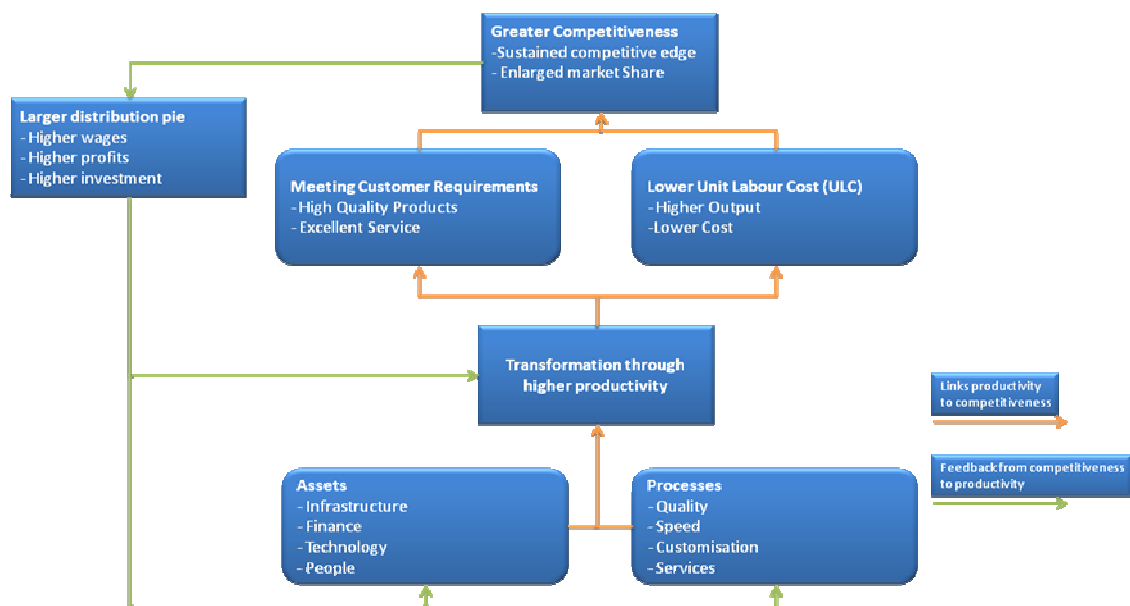 Greater Competitiveness
-Sustained competitive edge
- Enlarged market Share
Larger distribution pie
- Higher wages
- Higher profits
- Higher investment
Meeting Customer Requirements
- High Quality Products
- Excellent Service
Lower Unit Labour Cost (ULC)
- Higher Output
-Lower Cost
Transformation through
higher productivity
Links productivity
to competitiveness
Feedback from competitiveness
to productivity
Assets
- Infrastructure
- Finance
- Technology
- People
Processes
- Quality
- Speed
- Customisation
- Services